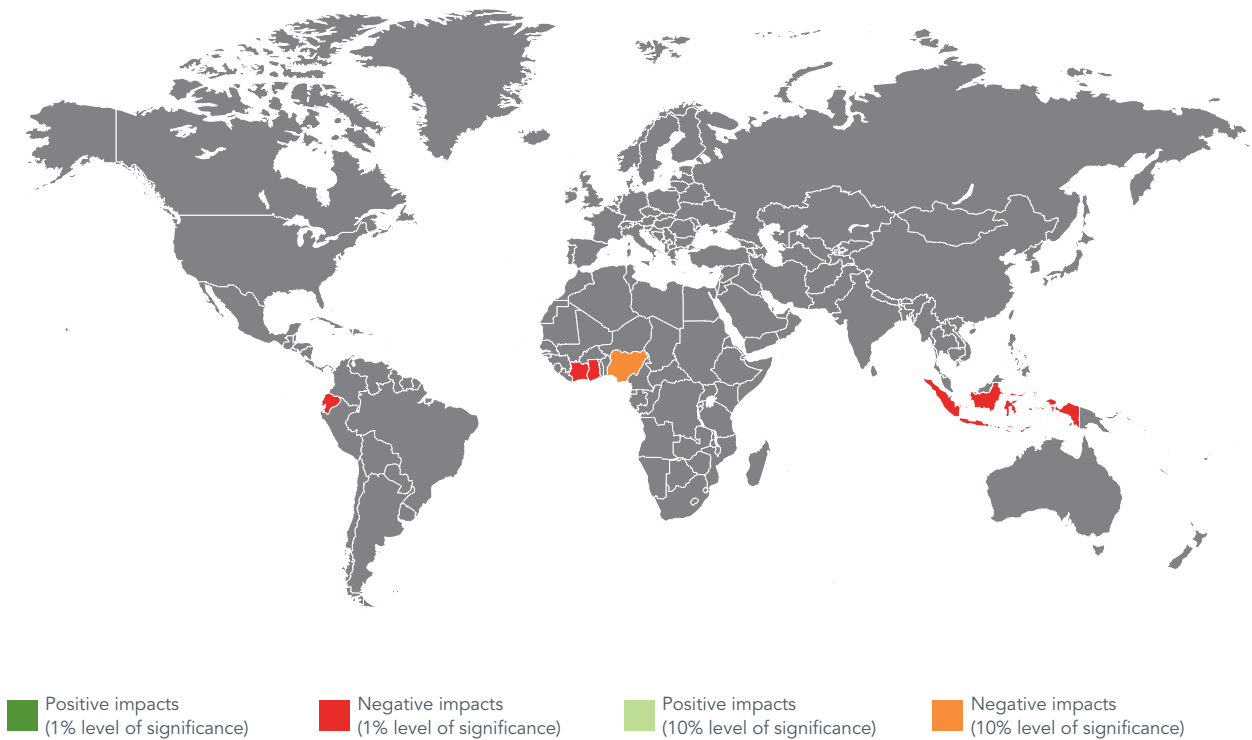 Positive impacts
(1% level of significance)
Negative impacts
(1% level of significance)
Positive impacts
(10% level of significance)
Negative impacts
(10% level of significance)